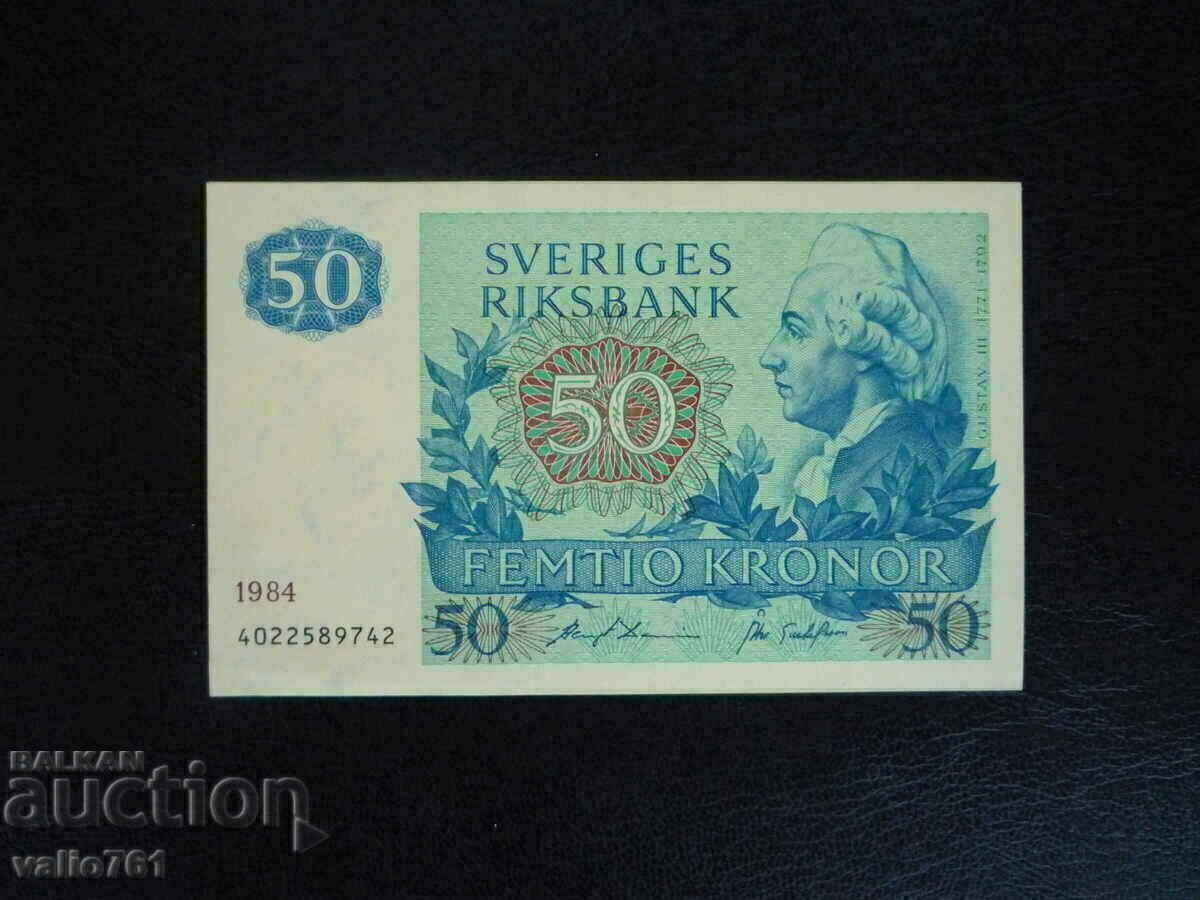 50
SVERIGES
RIKSBANK
50
GUSTAV III 1771-1792
FEMTIO KRONOR
1984
4022589742
50
50
BALKAN
auction
valio761